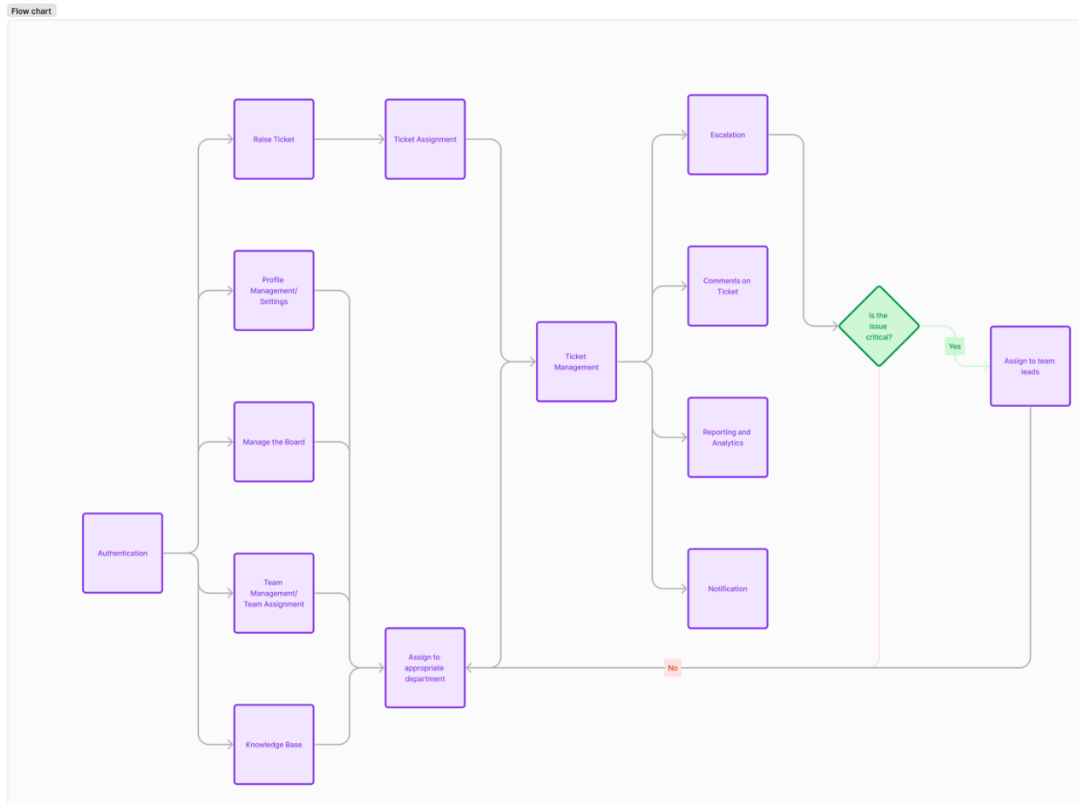 Flow chart
Raise Ticket
Ticket Assignment
Escalation
Profile
Management/
Settings
Comments on
Ticket
Is the
issue
critical?
Yes
Assign to team
leads
Ticket
Management
Manage the Board
Reporting and
Analytics
Authentication
Team
Management/
Team Assignment
Notification
Assign to
appropriate
department
No
Knowledge Base